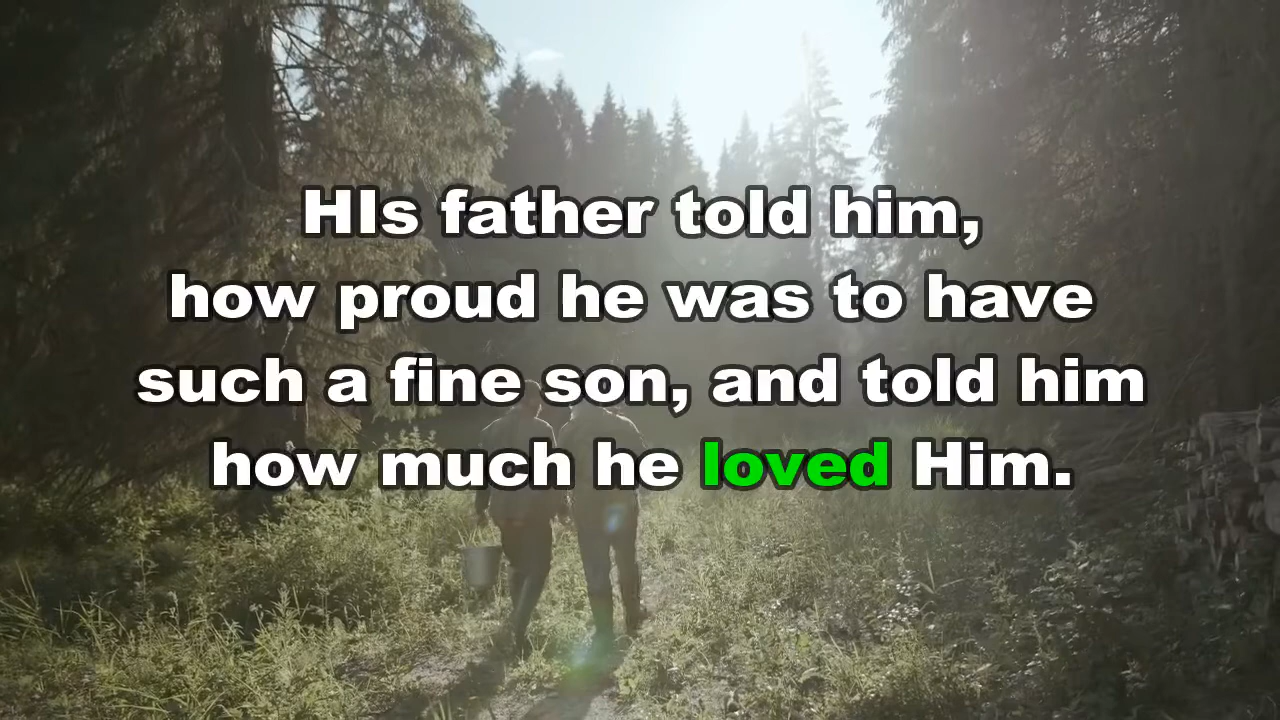 HIs father told him,
how proud he was to have
such a fine son, and told him
how much he loved Him.